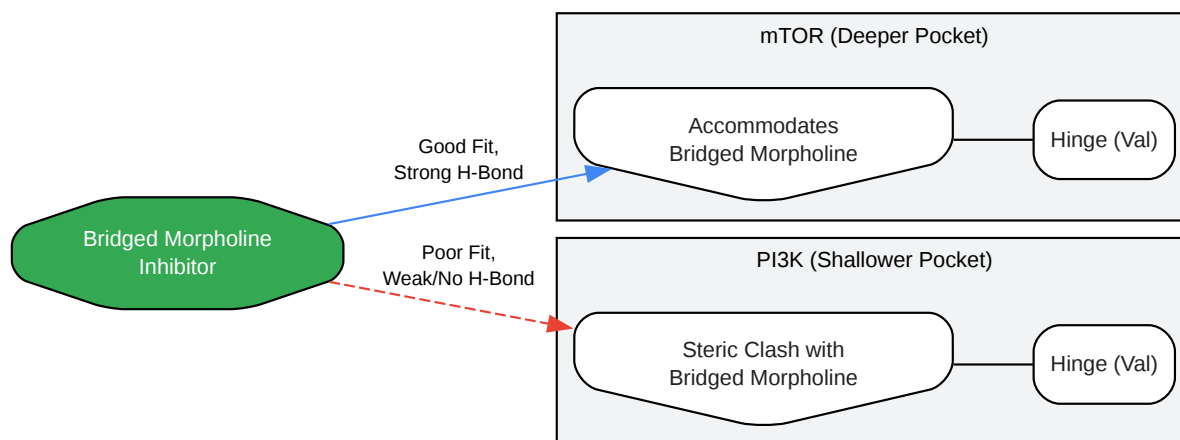 mTOR (Deeper Pocket)
Accommodates
Bridged Morpholine
Hinge (Val)
Good Fit,
Strong H-Bond
Bridged Morpholine
Inhibitor
Poor Fit,
Weak/No H-Bond
PI3K (Shallower Pocket)
Steric Clash with
Bridged Morpholine
Hinge (Val)